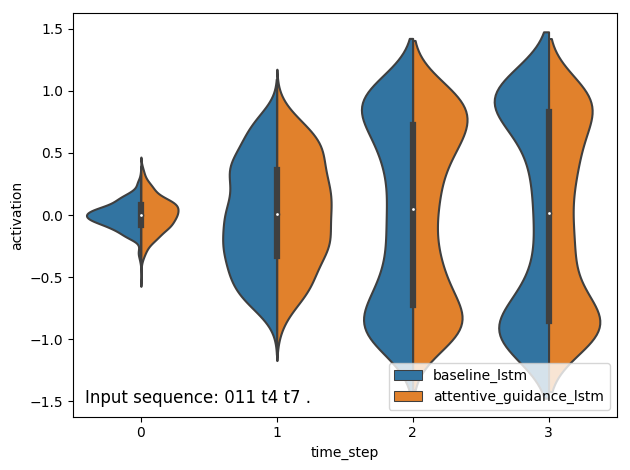 1.5
1.0
0.5
0.0
−0.5
−1.0
−1.5
activation
Input sequence: 011 t4 t7 .
baseline_lstm
attentive_guidance_lstm
0 1 2 3
time_step